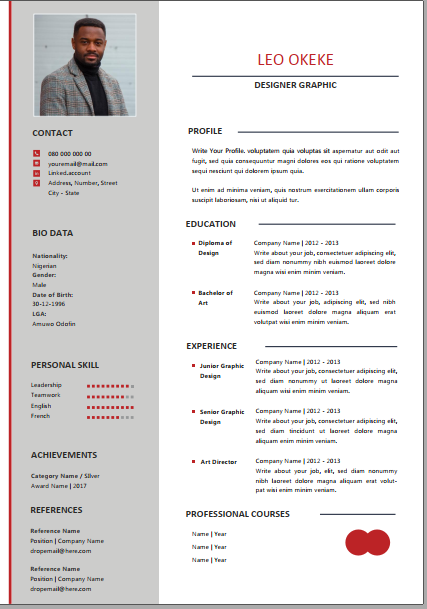 LEO OKEKE
DESIGNER GRAPHIC
CONTACT
080 000 000 00
youremail@mail.com
Linked.account
Address, Number, Street
City - State
BIO DATA
Nationality:
Nigerian
Gender:
Male
Date of Birth:
30-12-1996
LGA:
Amuwo Odofin
PERSONAL SKILL
Leadership
Teamwork
English
French
ACHIEVEMENTS
Category Name / Silver
Award Name | 2017
REFERENCES
Reference Name
Position | Company Name
dropemail@here.com
Reference Name
Position | Company Name
dropemail@here.com
PROFILE
Write Your Profile. voluptatem quia voluptas sit aspernatur aut odit aut
fugit, sed quia consequuntur magni dolores eos qui ratione voluptatem
sequi nesciunt qui dolorem ipsum quia.
Ut enim ad minima veniam, quis nostrum exercitationem ullam corporis
suscipit laboriosam, nisi ut aliquid tur.
EDUCATION
Diploma of
Design
Company Name | 2012 - 2013
Write about your job, consectetuer adipiscing elit,
sed diam nonummy nibh euismod laoreet dolore
magna wisi enim minim veniam.
Bachelor of
Art
Company Name | 2012 - 2013
Write about your job, adipiscing elit, sed nibh
euismod laoreet dolore magna aliquam erat
volutpat wisi enim minim veniam.
EXPERIENCE
Junior Graphic
Design
Company Name | 2012 - 2013
Write about your job, consectetuer adipiscing elit,
sed diam nonummy ut laoreet dolore magna
aliquam erat wisi enim minim veniam.
Senior Graphic
Design
Company Name | 2012 - 2013
Write about your job, consectetuer adipiscing elit,
sed diam tincidunt ut laoreet dolore magna
aliquam enim minim veniam.
Art Director
Company Name | 2012 - 2013
Write about your job, elit, sed diam nonummy
nibh euismod laoreet dolore magna aliquam erat volut-
pat wisi enim minim veniam.
PROFESSIONAL COURSES
Name | Year
Name | Year
Name | Year